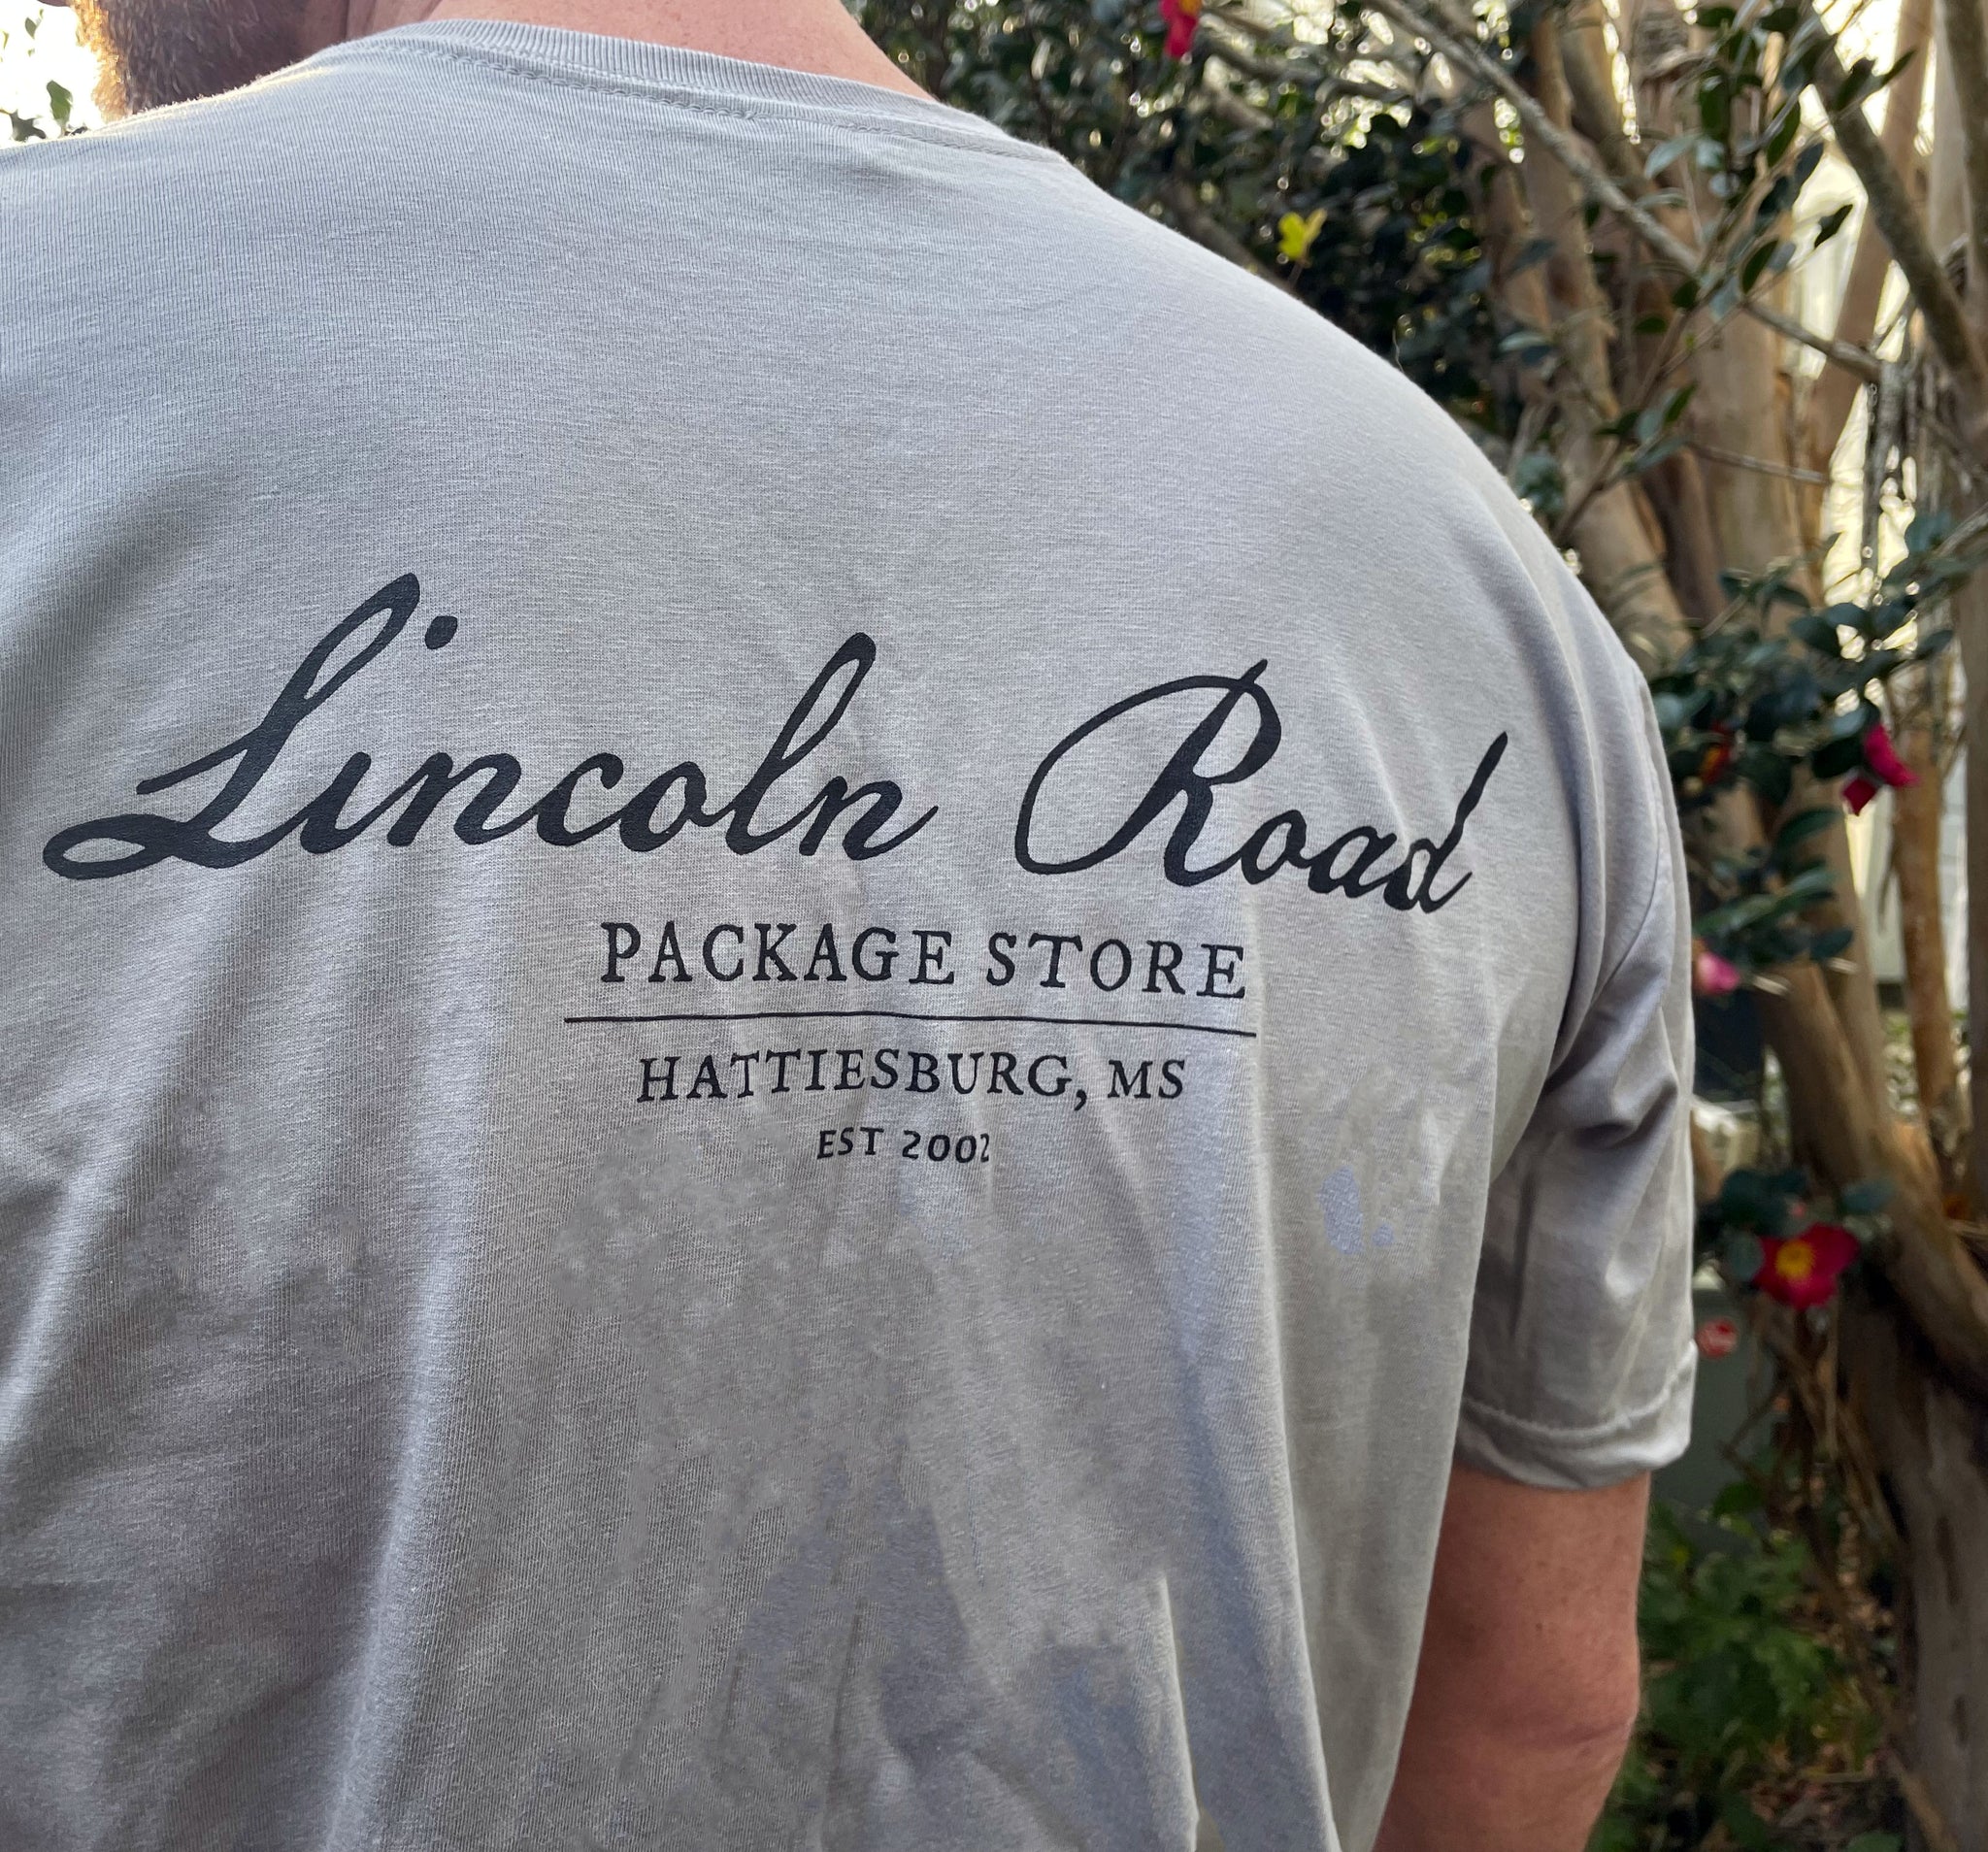 Lincoln Road
PACKAGE STORE
HATTIESBURG, MS
EST 2002